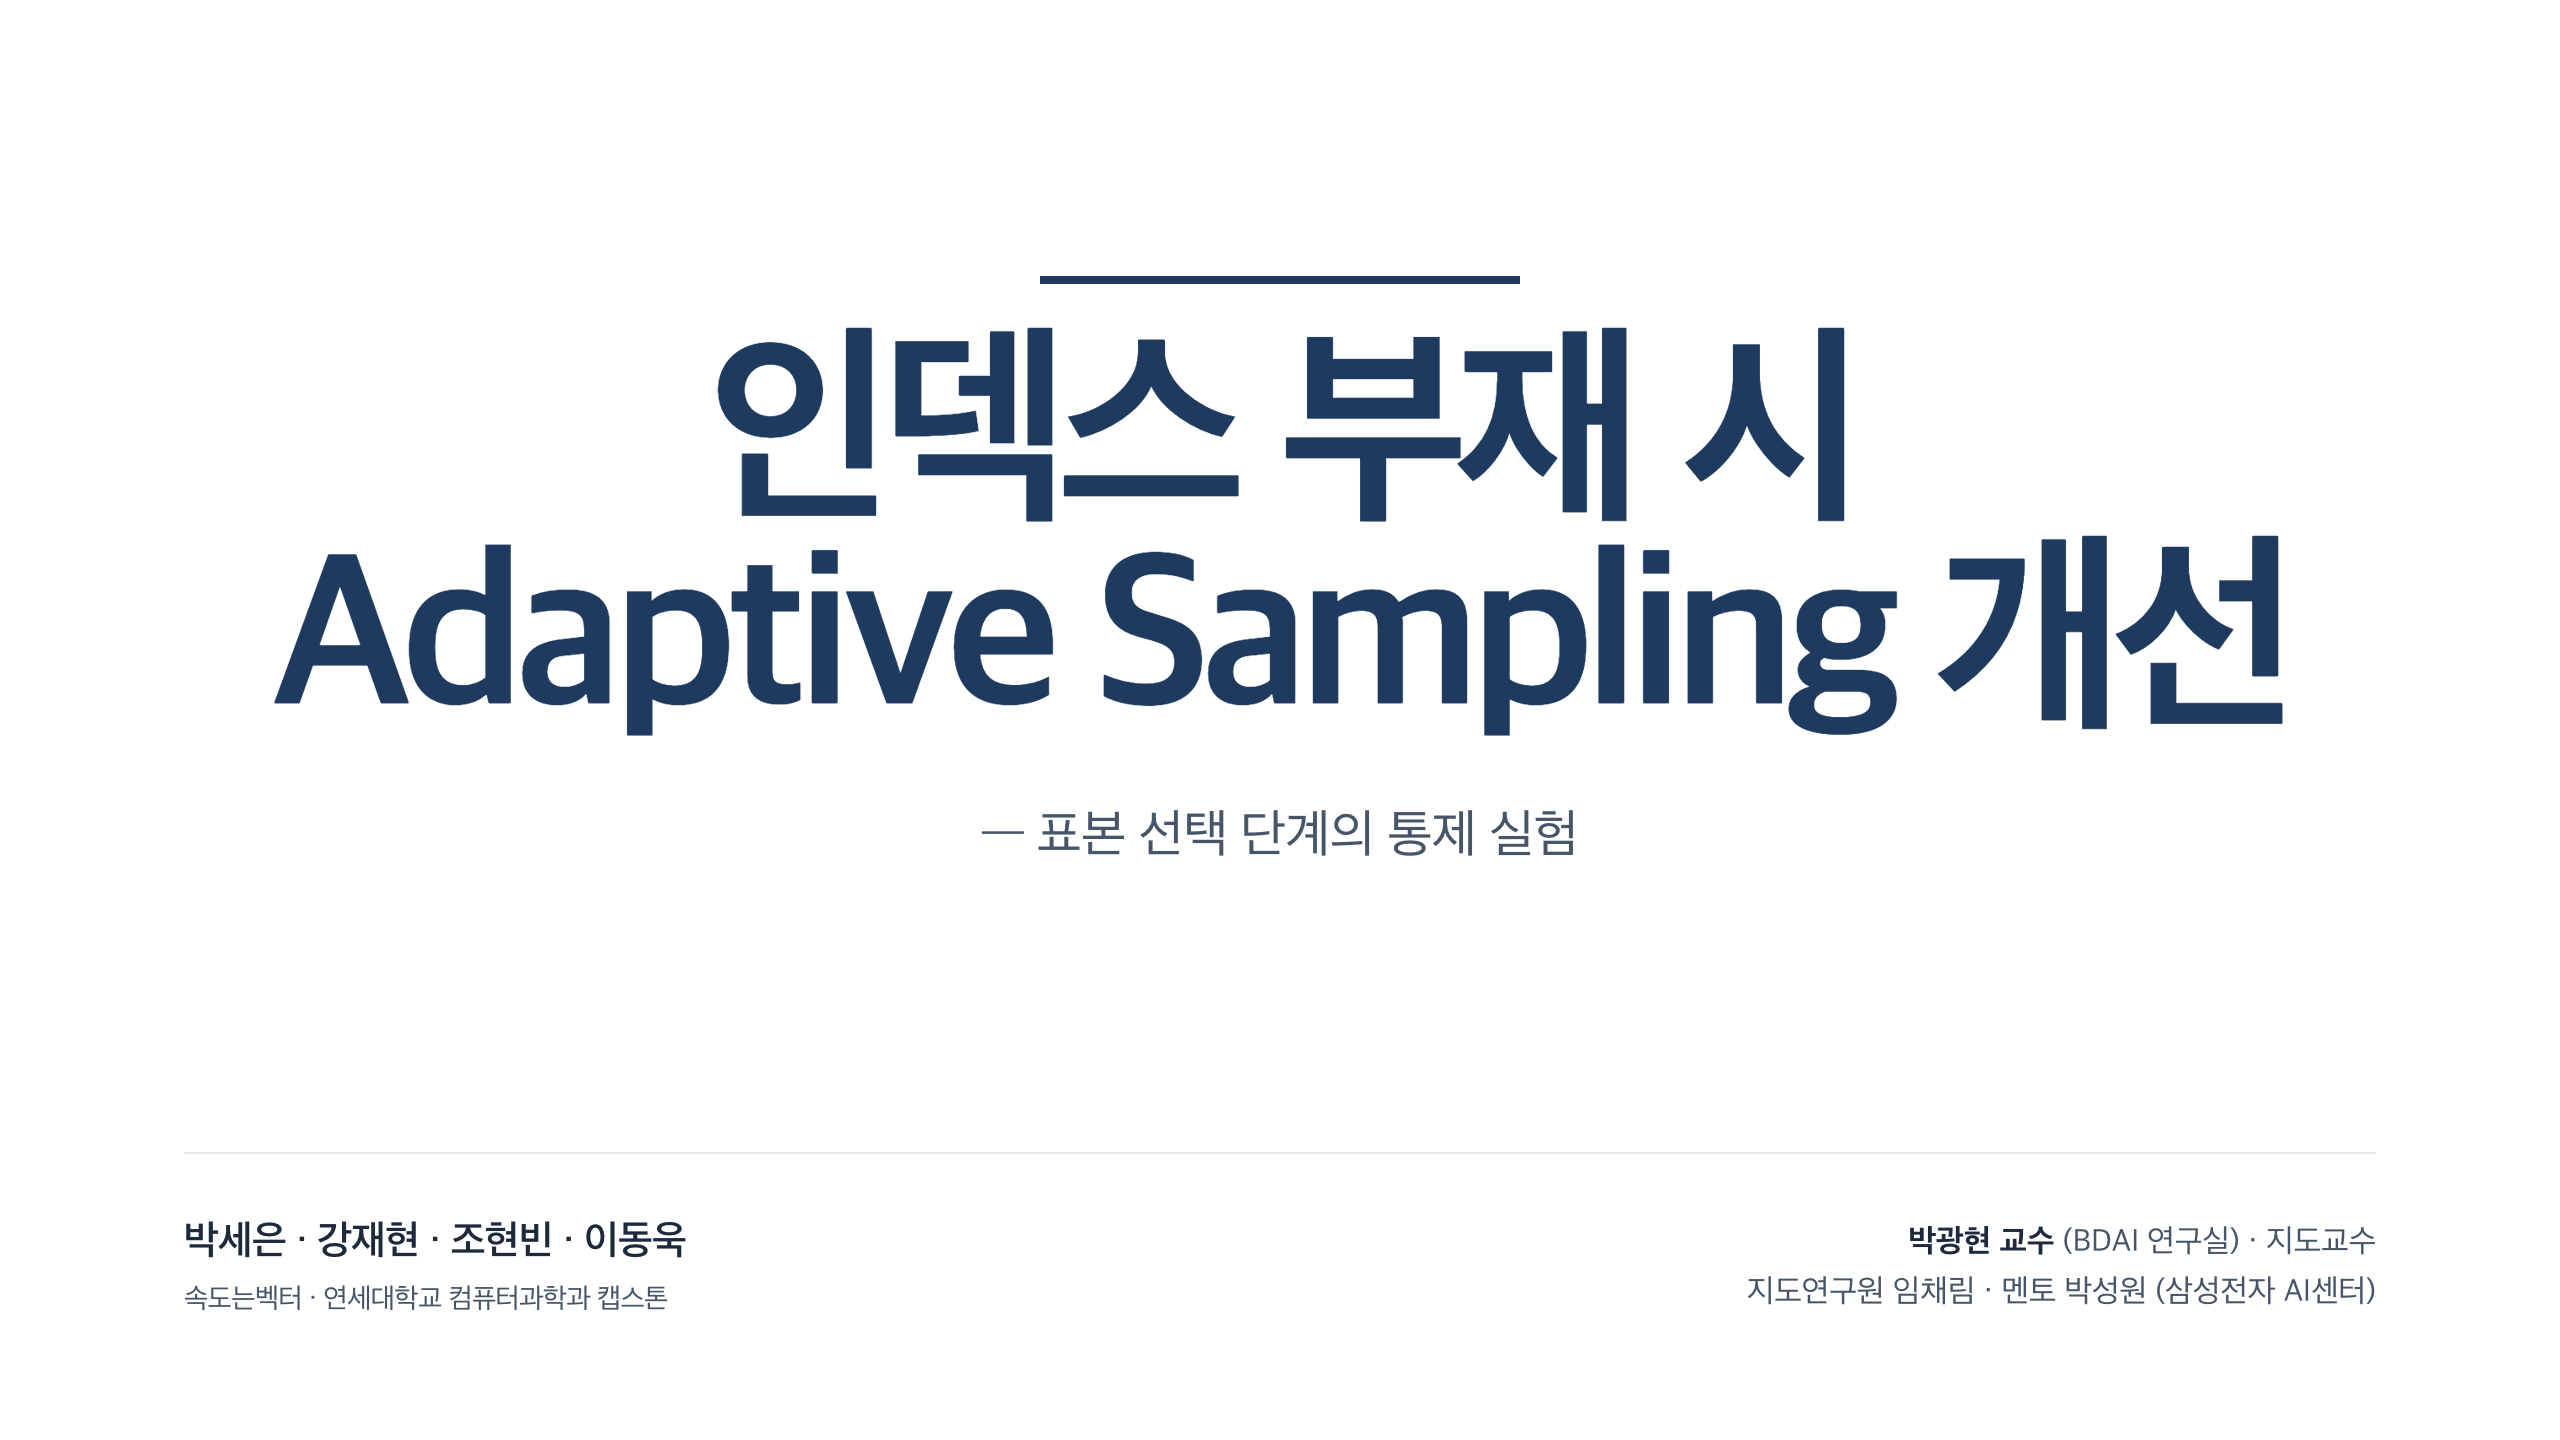 인덱스 부재 시
Adaptive Sampling 개선
— 표본 선택 단계의 통제 실험
박세은 · 강재현 · 조현빈 · 이동욱
속도는벡터 · 연세대학교 컴퓨터과학과 캡스톤
박광현 교수 (BDAI 연구실) · 지도교수
지도연구원 임채림 · 멘토 박성원 (삼성전자 AI센터)